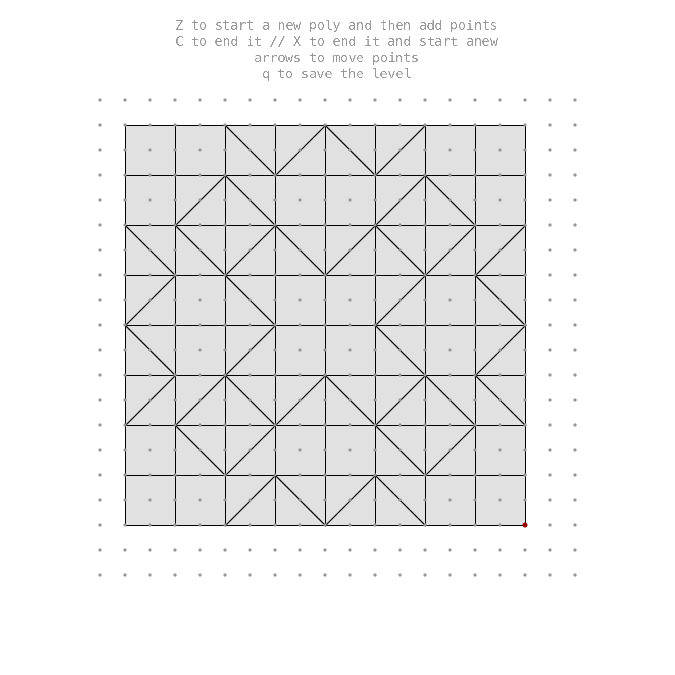 Z to start a new poly and then add points
C to end it // X to end it and start anew
arrows to move points
q to save the level